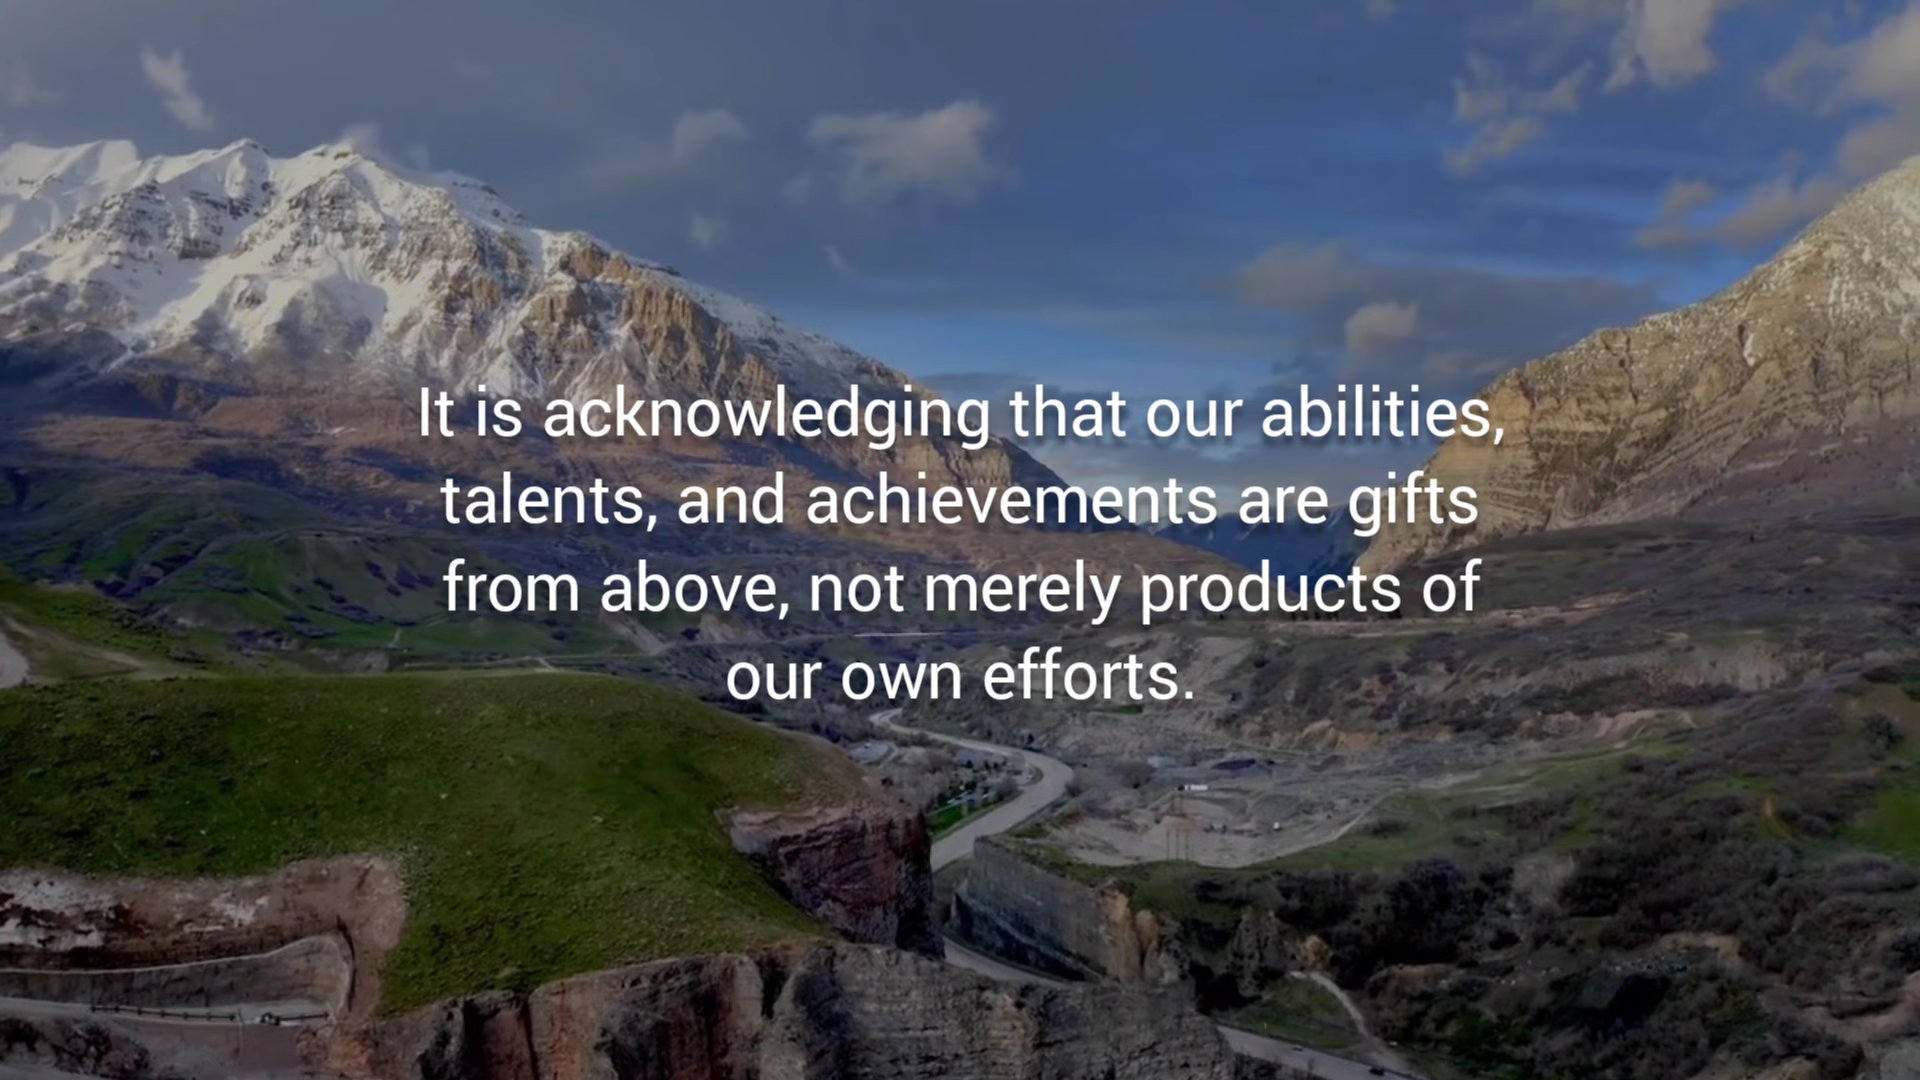 It is acknowledging that our abilities,
talents, and achievements are gifts
from above, not merely products of
our own efforts.